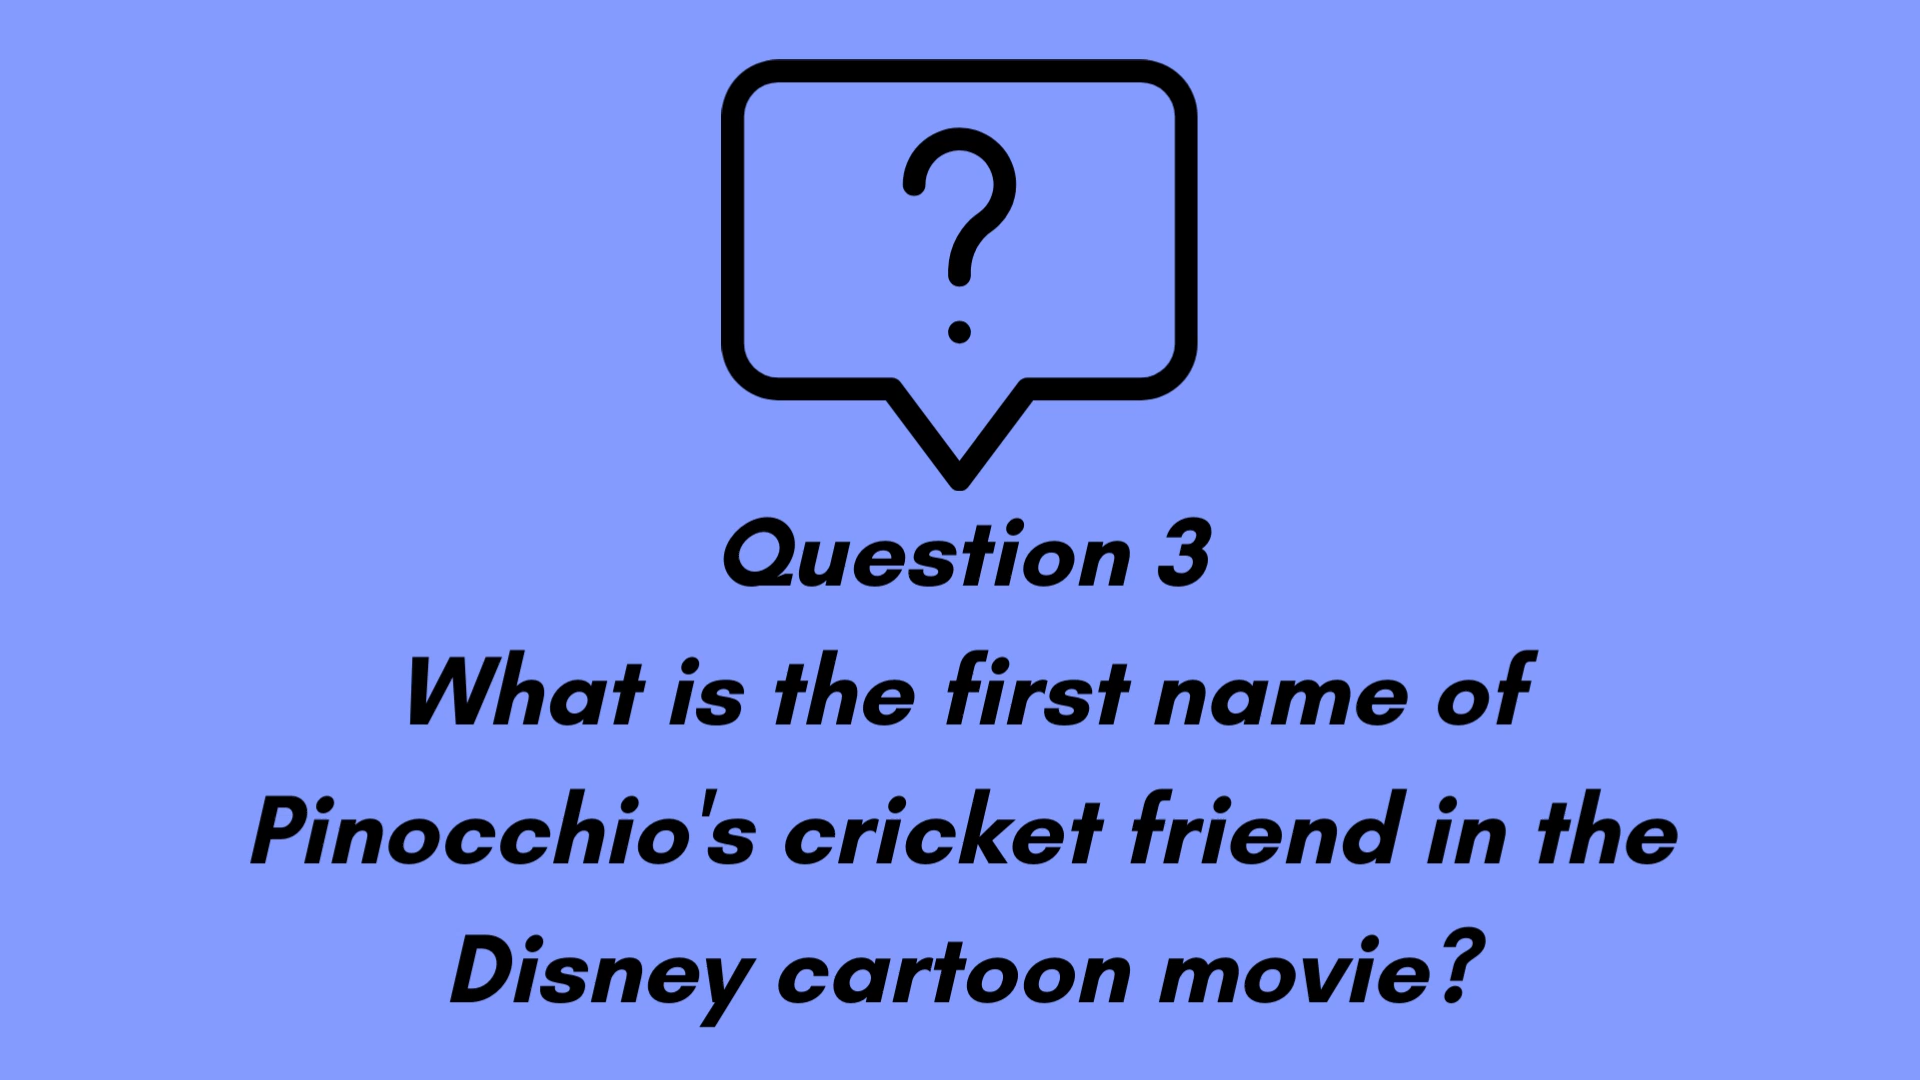 ?
Question 3
What is the first name of
Pinocchio's cricket friend in the
Disney cartoon movie?